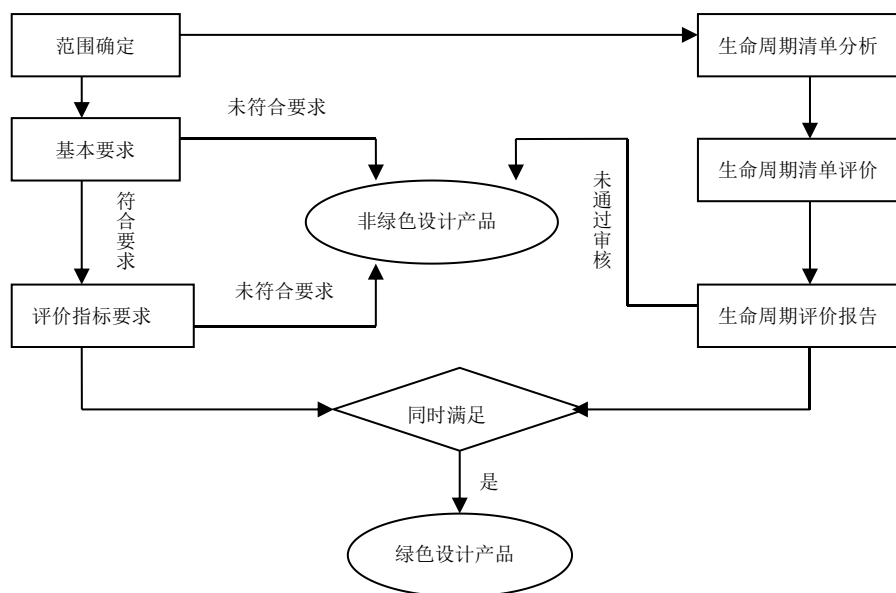 范围确定
生命周期清单分析
未符合要求
基本要求
生命周期清单评价
符合要求
未通过审核
非绿色设计产品
未符合要求
评价指标要求
生命周期评价报告
同时满足
是
绿色设计产品